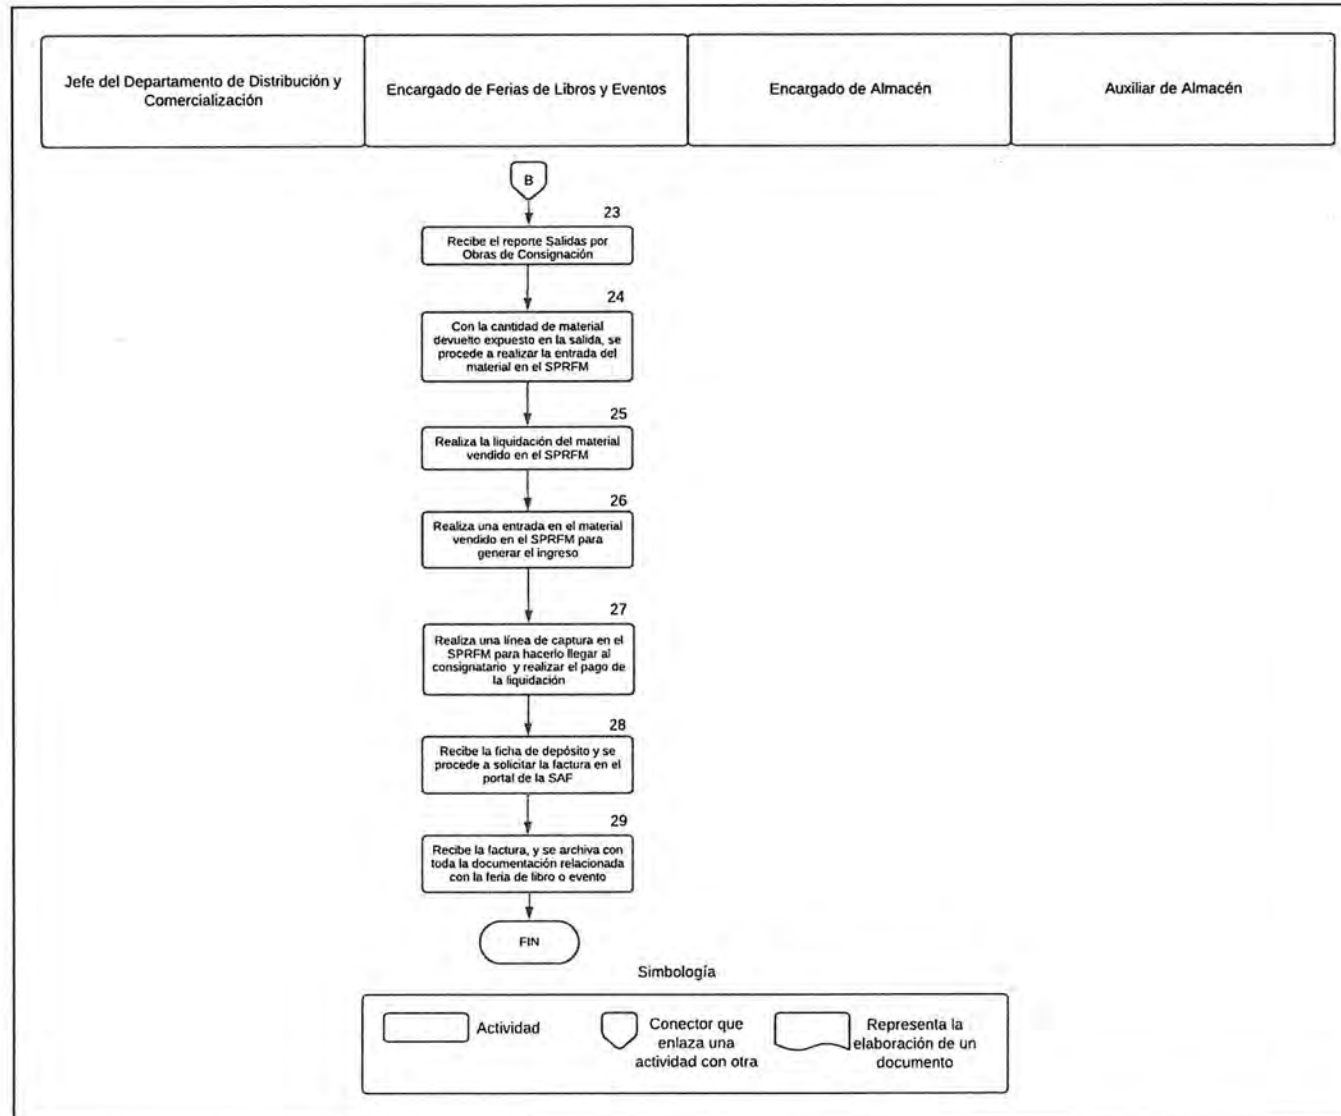 Jefe del Departamento de Distribución y
Comercialización
Encargado de Ferias de Libros y Eventos
Encargado de Almacén
Auxiliar de Almacén
B
23
Recibe el reporte Salidas por
Obras de Consignación
24
Con la cantidad de material
devuelto expuesto en la salida, se
procede a realizar la entrada del
material en el SPRFM
25
Realiza la liquidación del material
vendido en el SPRFM
26
Realiza una entrada en el material
vendido en el SPRFM para
generar el ingreso
27
Realiza una línea de captura en el
SPRFM para hacerlo llegar al
consignatario y realizar el pago de
la liquidación
28
Recibe la ficha de depósito y se
procede a solicitar la factura en el
portal de la SAF
29
Recibe la factura, y se archiva con
toda la documentación relacionada
con la feria de libro o evento
FIN
Simbología
Actividad
Conector que
enlaza una
actividad con otra
Representa la
elaboración de un
documento